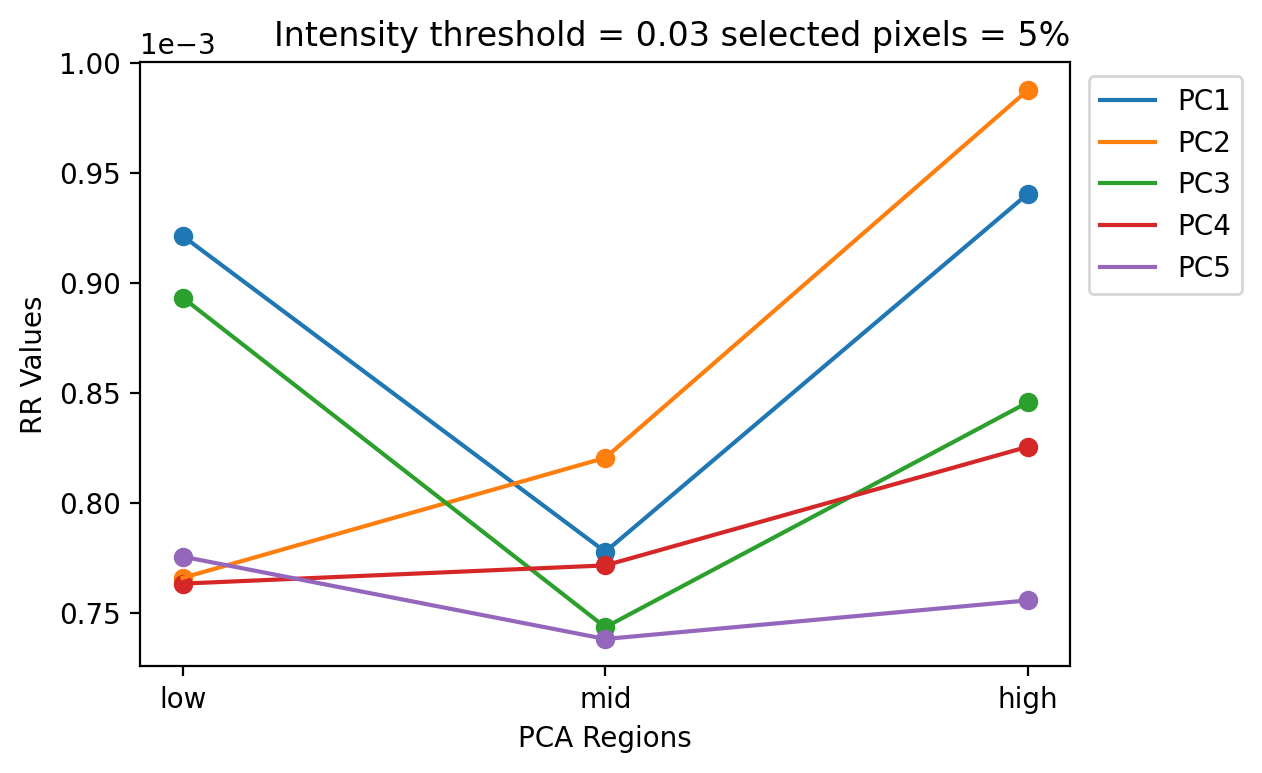 Intensity threshold = 0.03 selected pixels = 5%
1e−3
1.00
0.95
0.90
0.85
0.80
0.75
RR Values
low
mid
high
PCA Regions
PC1
PC2
PC3
PC4
PC5